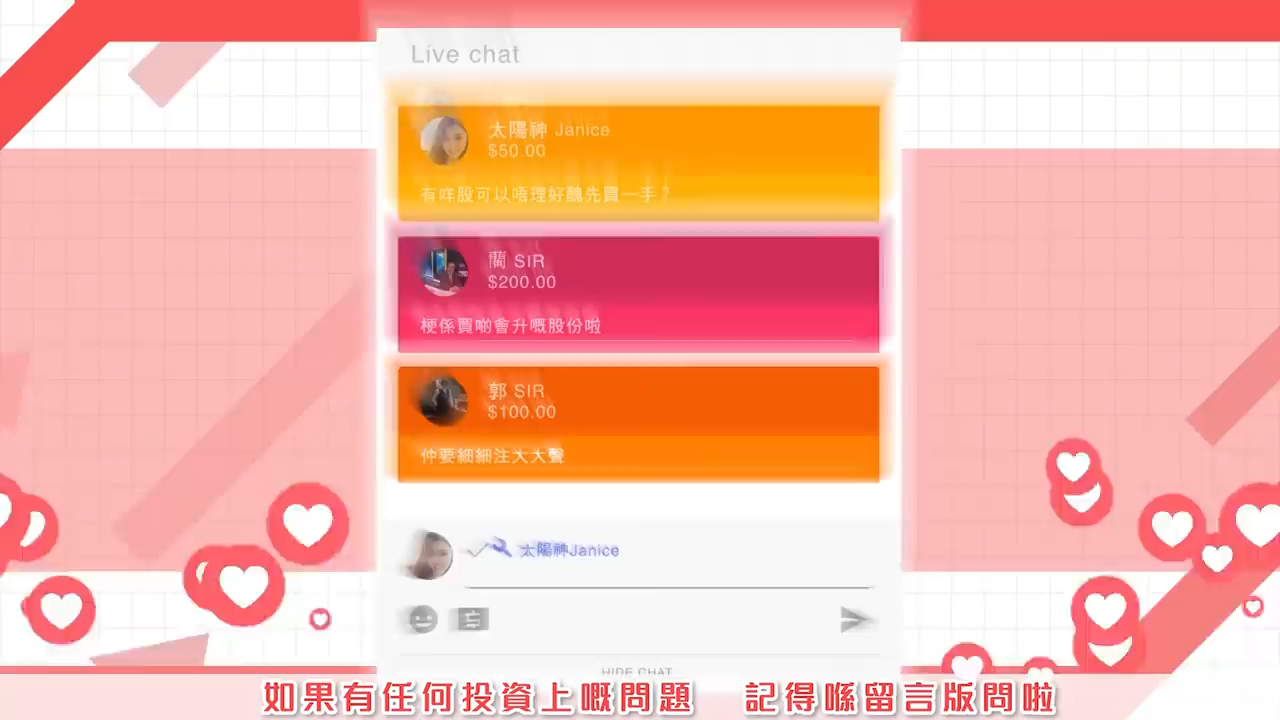 Live chat
太陽神 Janice
$50.00
有咩股可以唔理好醜先買一手？
藺 SIR
$200.00
梗係買啲會升嘅股份啦
郭 SIR
$100.00
仲要細細注大大聲
太陽神Janice
HIDE CHAT
如果有任何投資上嘅問題 記得喺留言版問啦